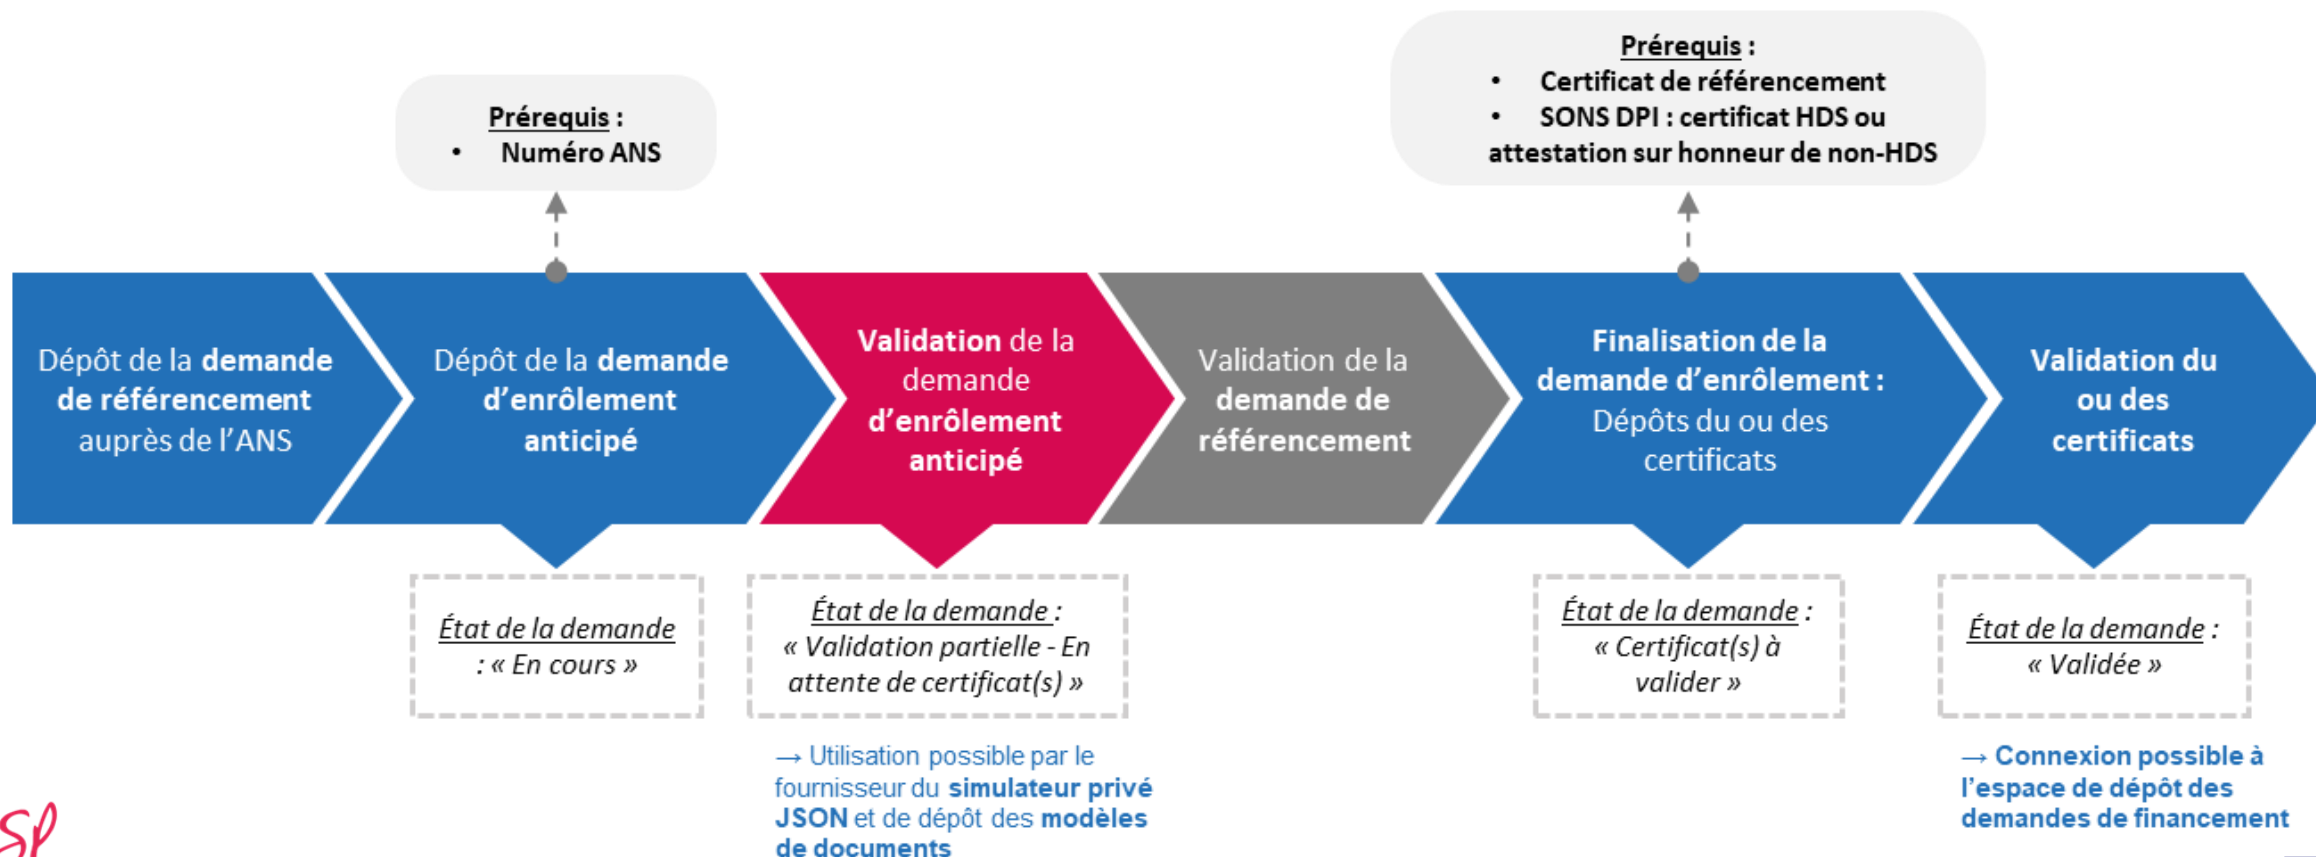 Prérequis :
• Numéro ANS
Prérequis :
• Certificat de référencement
• SONS DPI : certificat HDS ou
attestation sur honneur de non-HDS
Dépôt de la demande
de référencement
auprès de l'ANS
Dépôt de la demande
d'enrôlement
anticipé
Validation de la
demande
d'enrôlement
anticipé
Validation de la
demande de
référencement
Finalisation de la
demande d'enrôlement :
Dépôts du ou des
certificats
Validation du
ou des
certificats
État de la demande
: « En cours »
État de la demande :
« Validation partielle - En
attente de certificat(s) »
État de la demande :
« Certificat(s) à
valider »
État de la demande :
« Validée »
→ Utilisation possible par le
fournisseur du simulateur privé
JSON et de dépôt des modèles
de documents
→ Connexion possible à
l'espace de dépôt des
demandes de financement